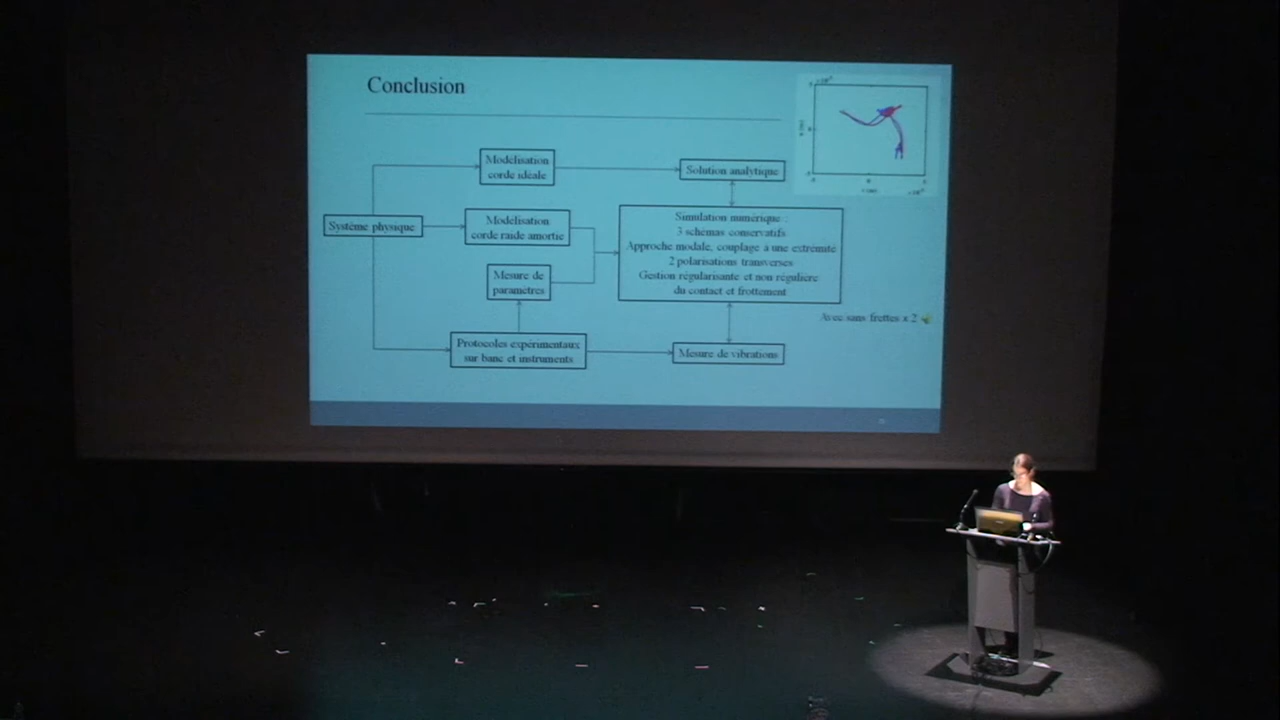 Conclusion
Modélisation
corde idéale
Solution analytique
Système physique
Modélisation
corde raide amortie
Simulation numérique :
3 schémas conservatifs
Approche modale, couplage à une extrémité
2 polarisations transverses
Gestion régularisante et non régulière
du contact et frottement
Mesure de
paramètres
Avec sans frettes x 2
Protocoles expérimentaux
sur banc et instruments
Mesure de vibrations